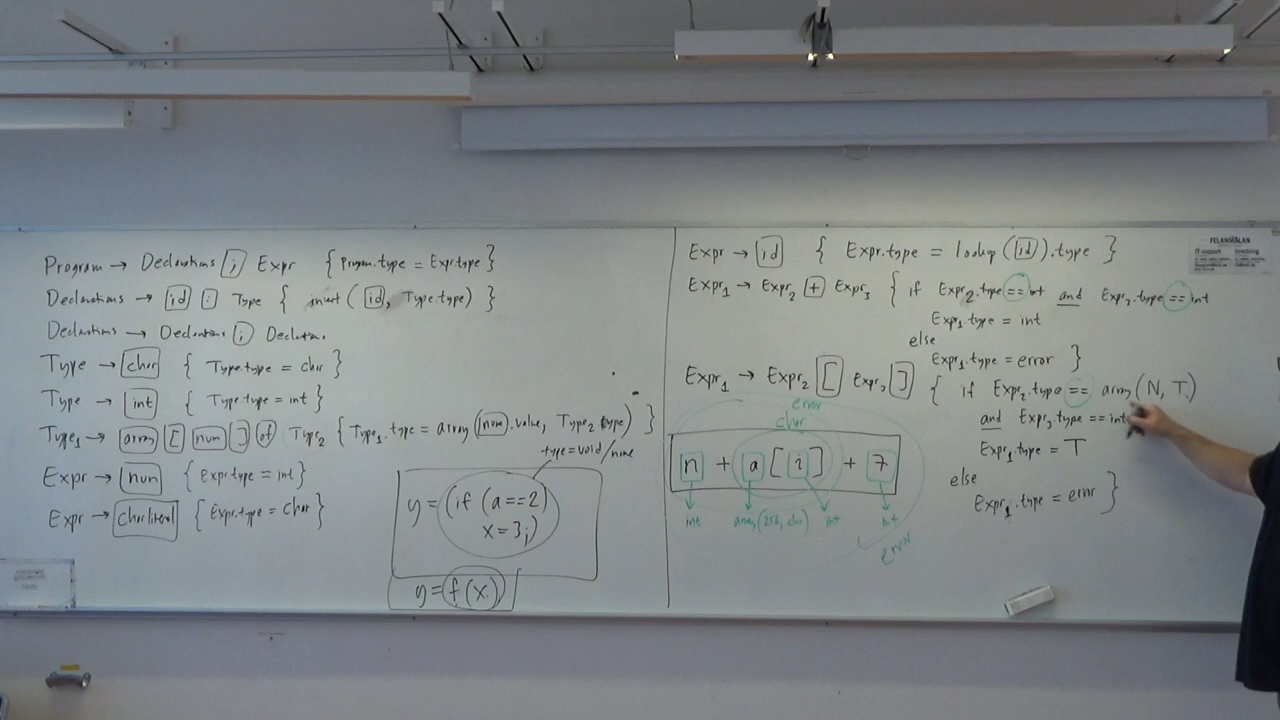 Program → Declarations ; Expr { Program.type = Expr.type }
Declarations → id : Type { insert ( id, Type.type) }
Declarations → Declarations ; Declarations
Type → char { Type.type = char }
Type → int { Type.type = int }
Type1 → array [ num ] of Type2 { Type1.type = array (num.value, Type2.type) }
Expr → num { Expr.type = int }
Expr → charliteral { Expr.type = char }
type = void/none
y = (if (a==2)
x = 3;)
y = f(x)
Expr → id { Expr.type = lookup (id).type }
Expr1 → Expr2 + Expr3 { if Expr2.type == int and Expr3.type == int
Expr1.type = int
else
Expr1.type = error }
Expr1 → Expr2 [ Expr3 ] { if Expr2.type == array (N, T)
and Expr3.type == int
Expr1.type = T
else
Expr1.type = error }
error
char
n + a [ i ] + 7
int array(256, char) int int
error
FELANMÄLAN
IT-support Inredning